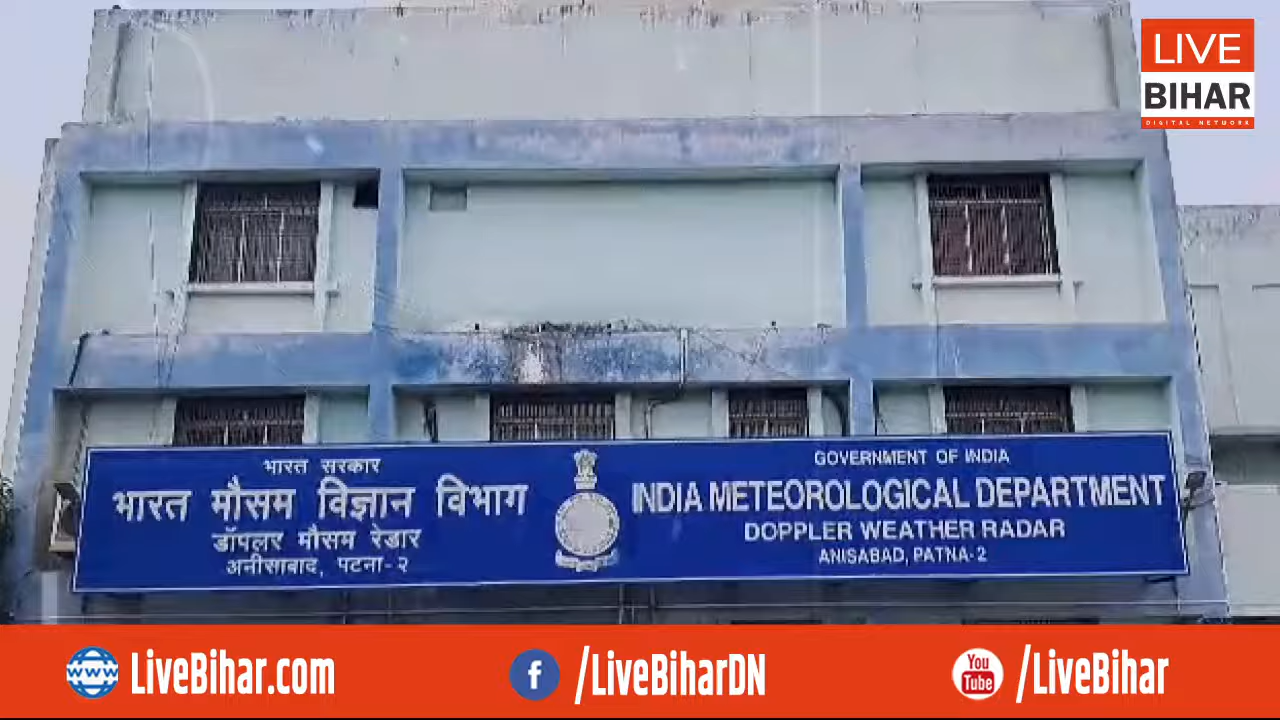 LIVE
BIHAR
DIGITAL NETWORK
भारत सरकार
भारत मौसम विज्ञान विभाग
डॉपलर मौसम रेडार
अनीसाबाद, पटना-२
GOVERNMENT OF INDIA
INDIA METEOROLOGICAL DEPARTMENT
DOPPLER WEATHER RADAR
ANISABAD, PATNA-2
www
LiveBihar.com
f
/LiveBiharDN
You
Tube
/LiveBihar